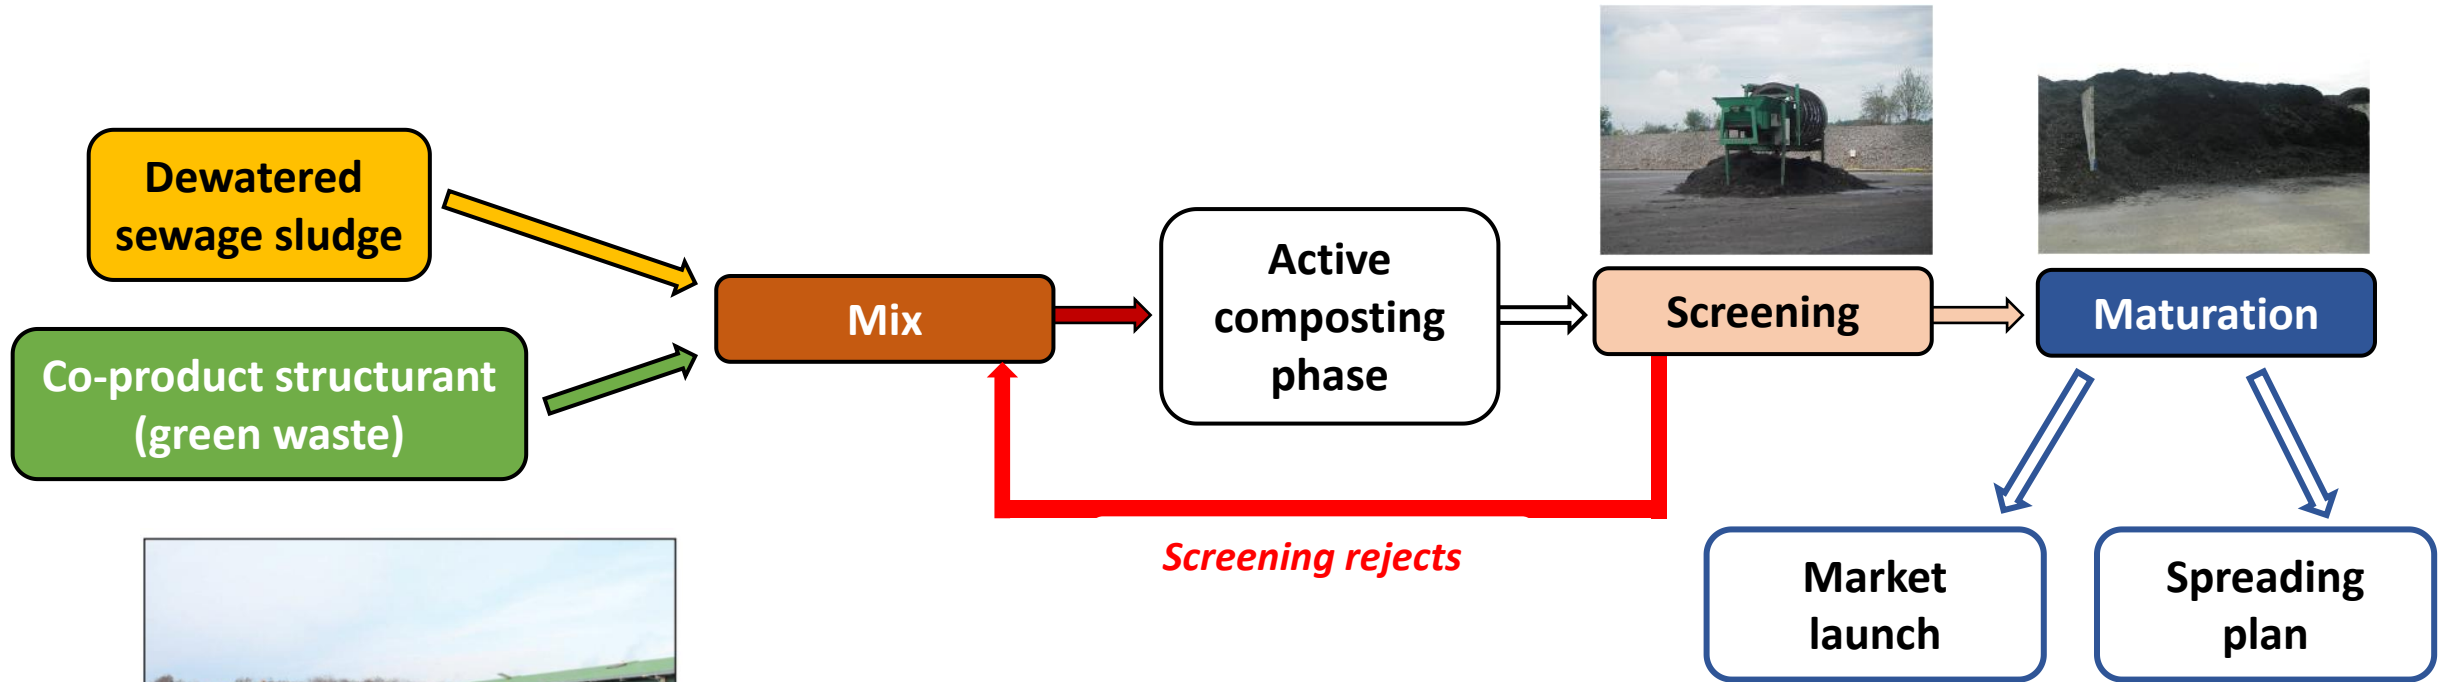 Dewatered
sewage sludge
Co-product structurant
(green waste)
Mix
Active
composting
phase
Screening
Maturation
Screening rejects
Market
launch
Spreading
plan